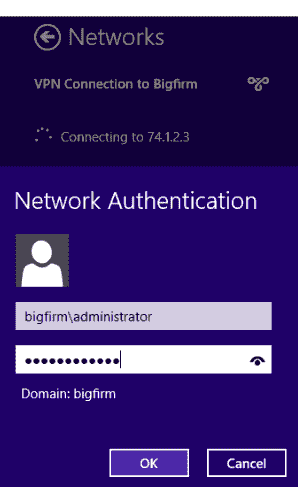 Networks
VPN Connection to Bigfirm
Connecting to 74.1.2.3
Network Authentication
bigfirm\administrator
••••••••••••
Domain: bigfirm
OK Cancel